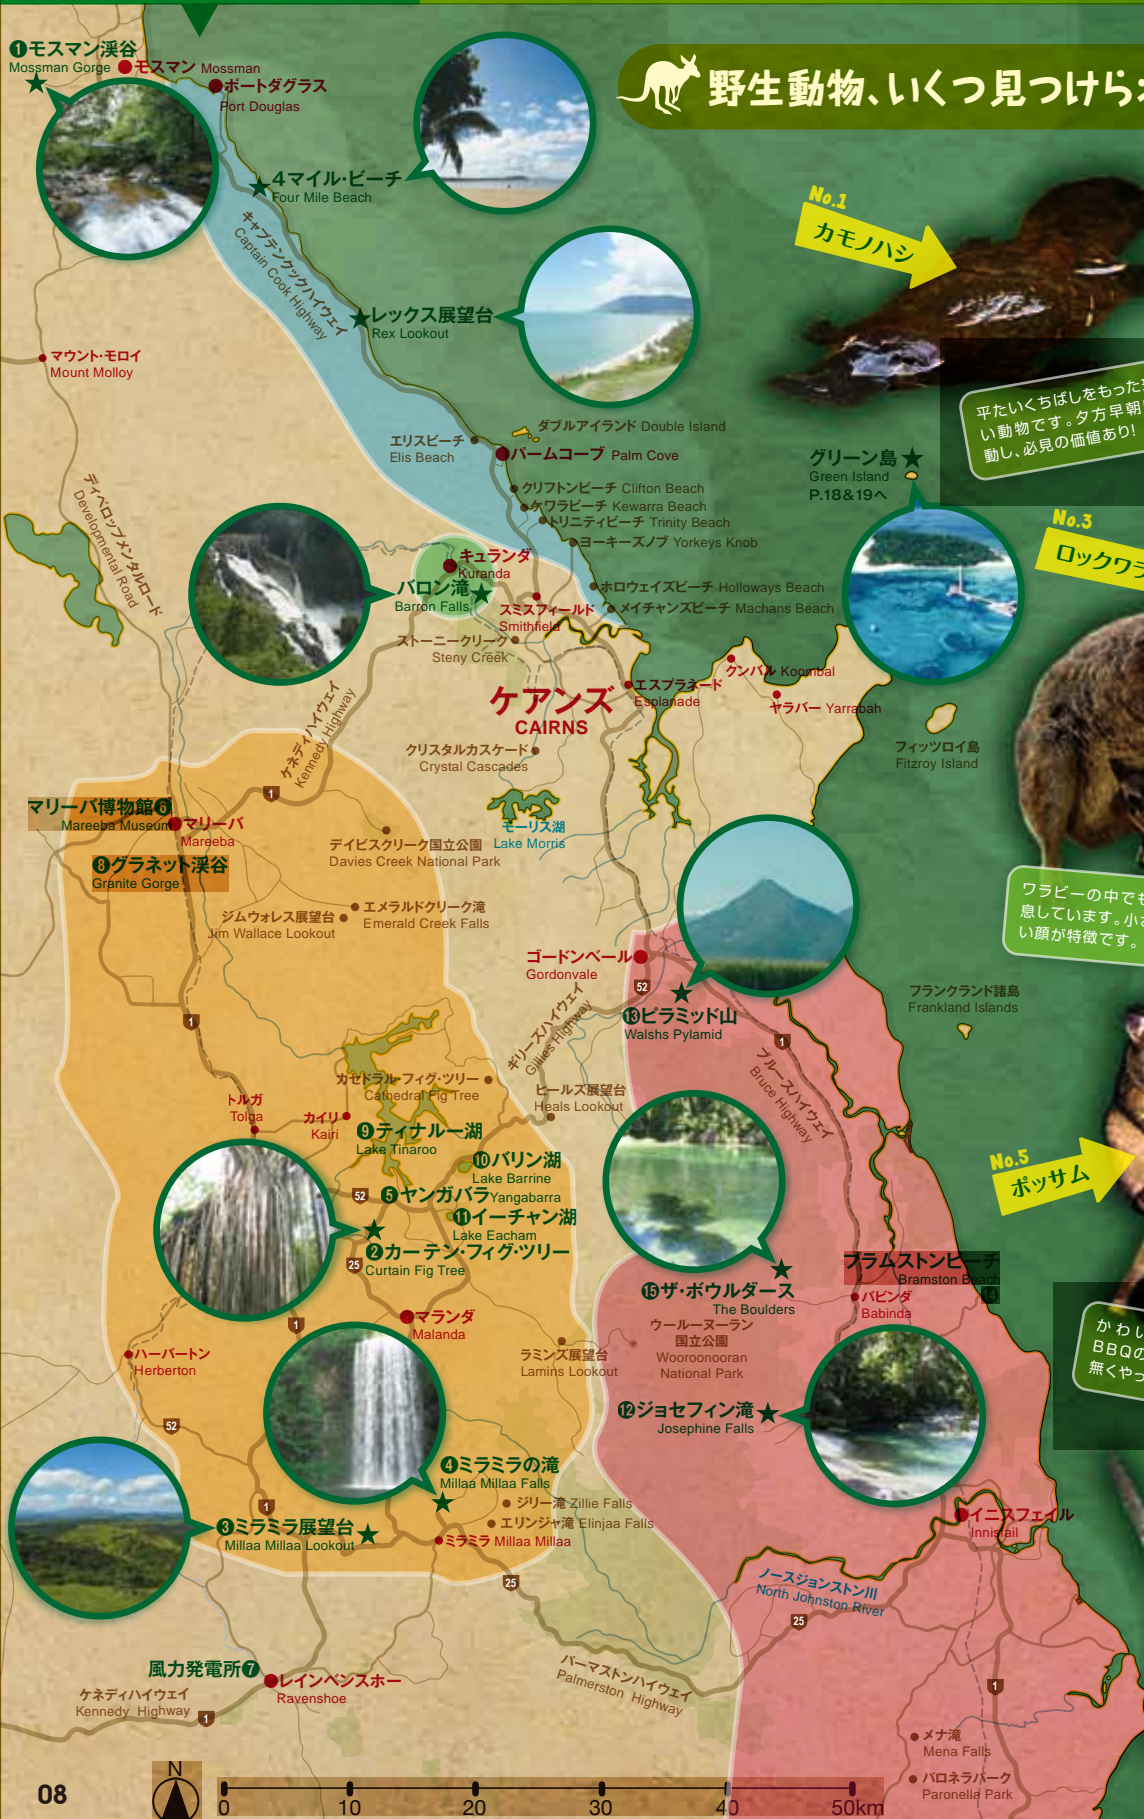 ❶モスマン渓谷
Mossman Gorge
モスマン Mossman
ポートダグラス
Port Douglas
野生動物、いくつ見つけら
4マイル・ビーチ
Four Mile Beach
キャプテンクックハイウェイ
Captain Cook Highway
No.1
カモノハシ
レックス展望台
Rex Lookout
マウント・モロイ
Mount Molloy
平たいくちばしをもった
い動物です。夕方早朝
動し、必見の価値あり!
ダブルアイランド Double Island
エリスビーチ
Elis Beach
パームコーブ Palm Cove
グリーン島
Green Island
P.18&19へ
クリフトンビーチ Clifton Beach
ケワラビーチ Kewarra Beach
トリニティビーチ Trinity Beach
ヨーキーズノブ Yorkeys Knob
ディベロップメンタルロード
Developmental Road
No.3
ロックワラ
キュランダ
Kuranda
バロン滝
Barron Falls
ホロウェイズビーチ Holloways Beach
スミスフィールド
Smithfield
メイチャンズビーチ Machans Beach
ストーニークリーク
Steny Creek
クンバル Koombal
ケアンズ
CAIRNS
エスプラネード
Esplanade
ヤラバー Yarrabah
ケネディハイウェイ
Kennedy Highway
クリスタルカスケード
Crystal Cascades
フィッツロイ島
Fitzroy Island
1
マリーバ博物館❻
Mareeba Museum
マリーバ
Mareeba
モーリス湖
Lake Morris
デイビスクリーク国立公園
Davies Creek National Park
❽グラネット渓谷
Granite Gorge
ワラビーの中でも
息しています。小さ
い顔が特徴です。
エメラルドクリーク滝
Emerald Creek Falls
ジムウォレス展望台
Jim Wallace Lookout
ゴードンベール
Gordonvale
52
フランクランド諸島
Frankland Islands
⓭ピラミッド山
Walshs Pylamid
1
ギリーズハイウェイ
Gillies Highway
1
ブルースハイウェイ
Bruce Highway
カセドラル・フィグ・ツリー
Cathedral Fig Tree
ヒールズ展望台
Heals Lookout
トルガ
Tolga
カイリ
Kairi
❾ティナルー湖
Lake Tinaroo
❿バリン湖
Lake Barrine
No.5
ポッサム
52
❺ヤンガバラ Yangabarra
⓫イーチャン湖
Lake Eacham
❷カーテン・フィグ・ツリー
Curtain Fig Tree
25
ブラムストンビーチ
Bramston Beach
⓮
⓯ザ・ボウルダース
The Boulders
バビンダ
Babinda
マランダ
Malanda
1
ウールーヌーラン
国立公園
Wooroonooran
National Park
かわい
BBQの
無くやっ
ハーバートン
Herberton
ラミンズ展望台
Lamins Lookout
⓬ジョセフィン滝
Josephine Falls
52
❹ミラミラの滝
Millaa Millaa Falls
1
ジリー滝 Zillie Falls
❸ミラミラ展望台
Millaa Millaa Lookout
エリンジャ滝 Elinjaa Falls
ミラミラ Millaa Millaa
イニスフェイル
Innisfail
25
ノースジョンストン川
North Johnston River
25
風力発電所❼
レインベンスホー
Ravenshoe
パーマストンハイウェイ
Palmerston Highway
ケネディハイウェイ
Kennedy Highway
1
1
メナ滝
Mena Falls
パロネラパーク
Paronella Park
08
N
0 10 20 30 40 50km